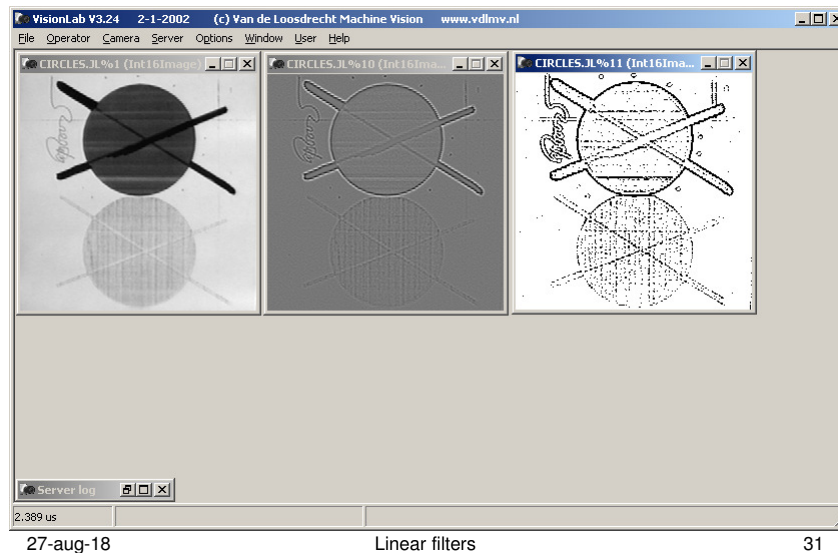 VisionLab V3.24 2-1-2002 (c) Van de Loosdrecht Machine Vision www.vdlmv.nl
File Operator Camera Server Options Window User Help
CIRCLES.JL%1 (Int16Image)
CIRCLES.JL%10 (Int16Ima...
CIRCLES.JL%11 (Int16Ima...
Server log
2.389 us
27-aug-18 Linear filters 31